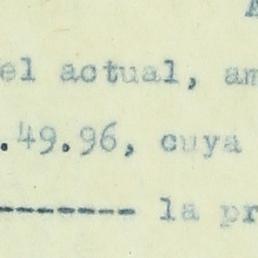 el actual, am
.49.96, cuya
-------- la pr